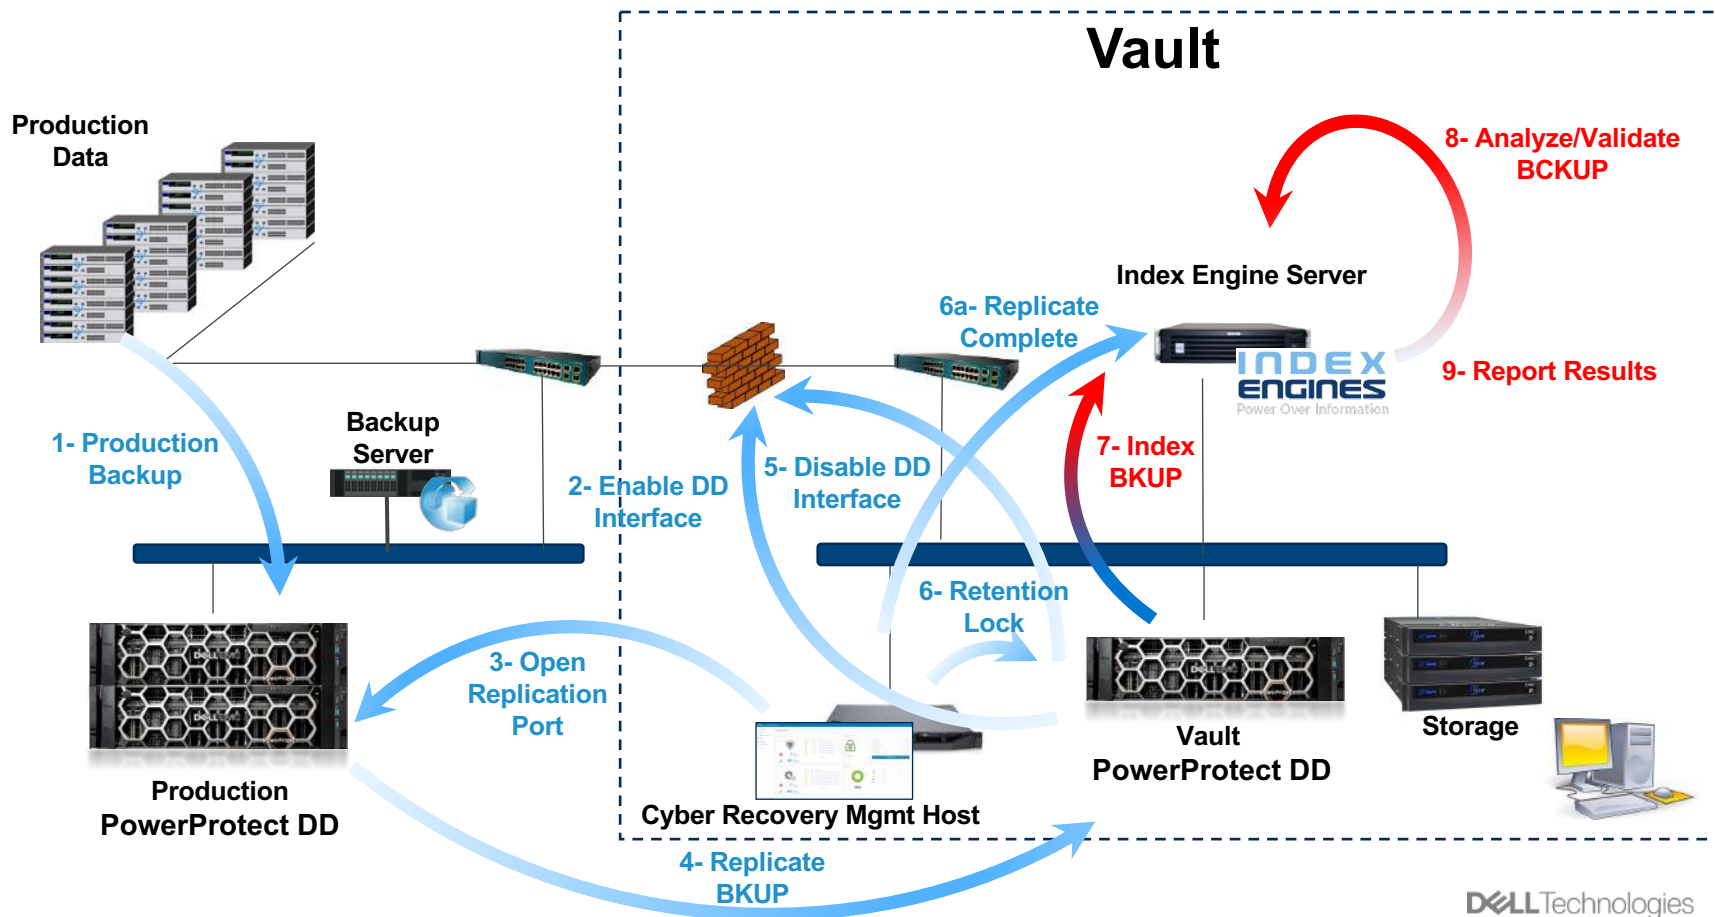 Vault
Production
Data
8- Analyze/Validate
BCKUP
Index Engine Server
6a- Replicate
Complete
INDEX
ENGINES
Power Over Information
9- Report Results
1- Production
Backup
Backup
Server
2- Enable DD
Interface
5- Disable DD
Interface
7- Index
BKUP
6- Retention
Lock
3- Open
Replication
Port
DELLEMC
DELLEMC
DELLEMC
Storage
Vault
PowerProtect DD
Production
PowerProtect DD
Cyber Recovery Mgmt Host
4- Replicate
BKUP
DELLTechnologies